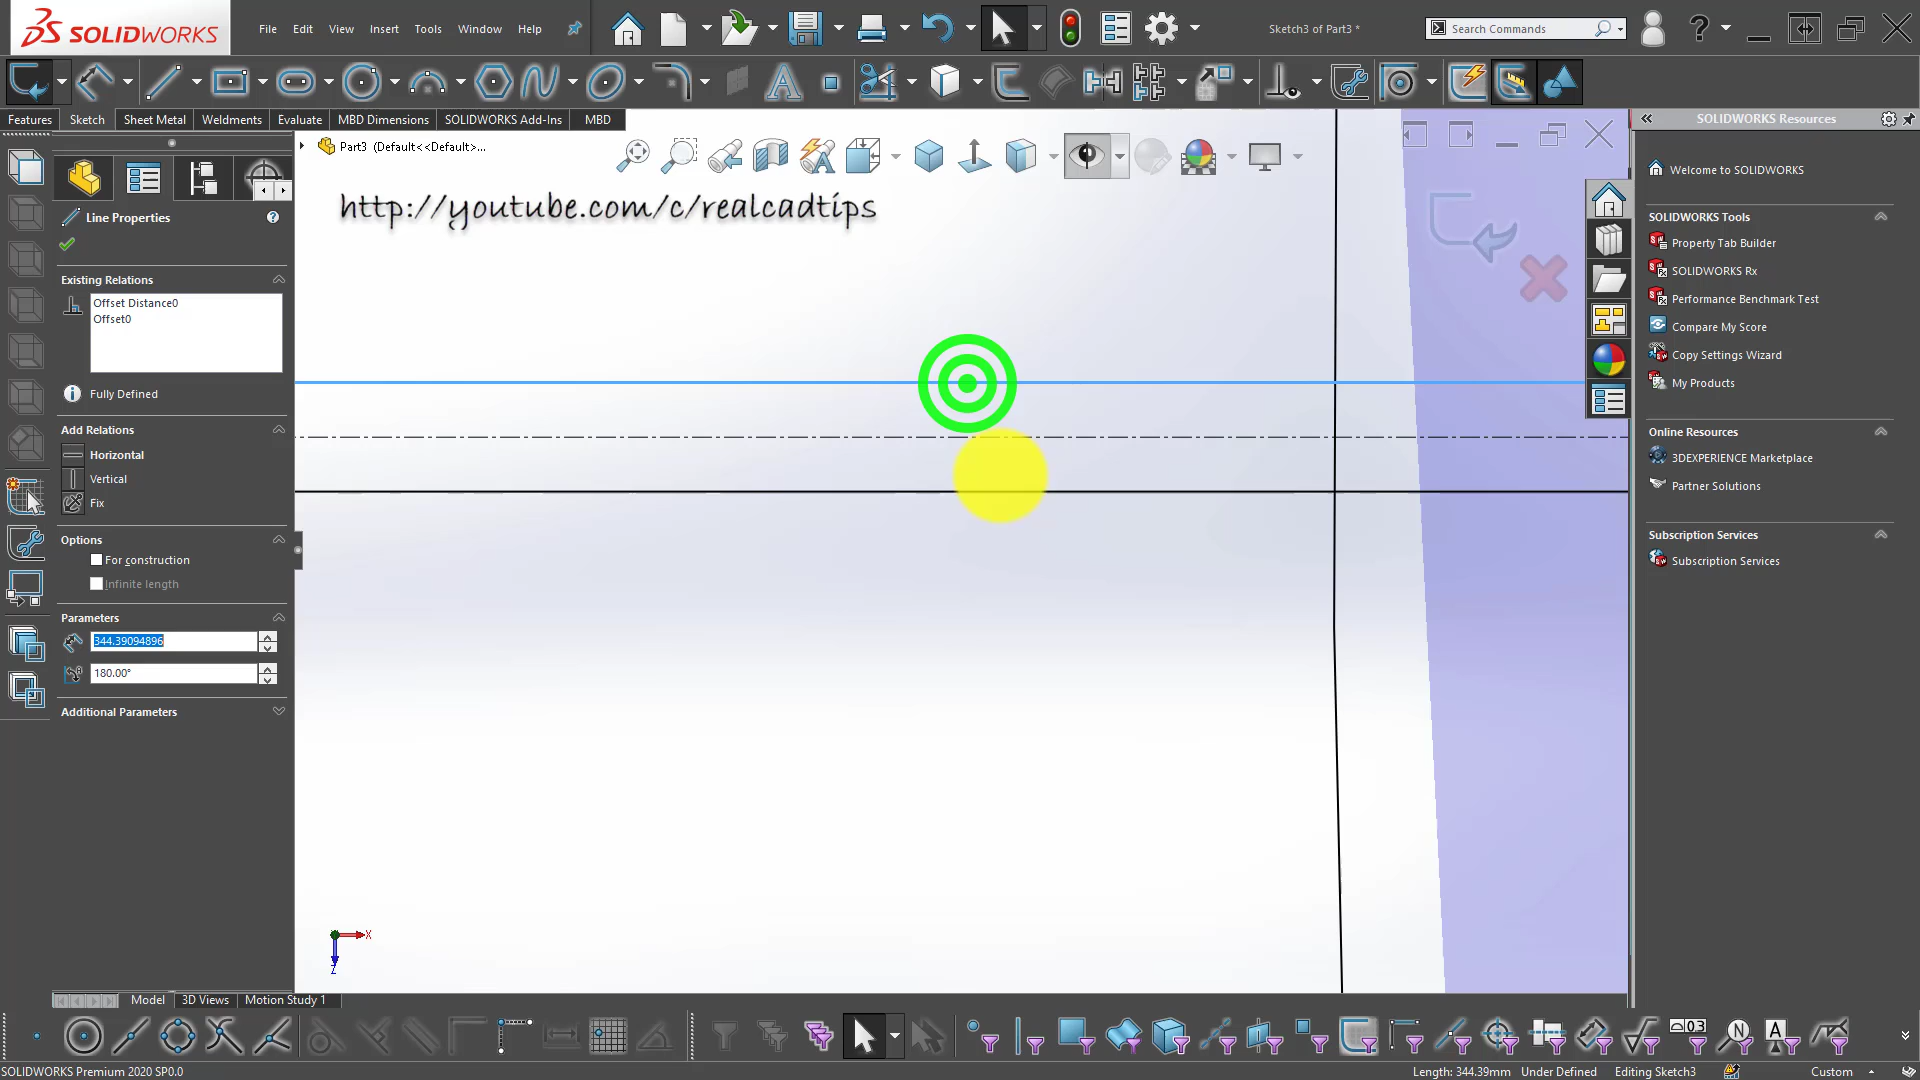 SOLIDWORKS
File Edit View Insert Tools Window Help
Sketch3 of Part3 *
Search Commands
Features Sketch Sheet Metal Weldments Evaluate MBD Dimensions SOLIDWORKS Add-Ins MBD
SOLIDWORKS Resources
Part3 (Default<<Default>...
http://youtube.com/c/realcadtips
Line Properties
Existing Relations
Offset Distance0
Offset0
Fully Defined
Add Relations
Horizontal
Vertical
Fix
Options
For construction
Infinite length
Parameters
344.39094896
180.00°
Additional Parameters
X
Z
Welcome to SOLIDWORKS
SOLIDWORKS Tools
Property Tab Builder
SOLIDWORKS Rx
Performance Benchmark Test
Compare My Score
Copy Settings Wizard
My Products
Online Resources
3DEXPERIENCE Marketplace
Partner Solutions
Subscription Services
Subscription Services
Model 3D Views Motion Study 1
SOLIDWORKS Premium 2020 SP0.0
Length: 344.39mm Under Defined Editing Sketch3 Custom